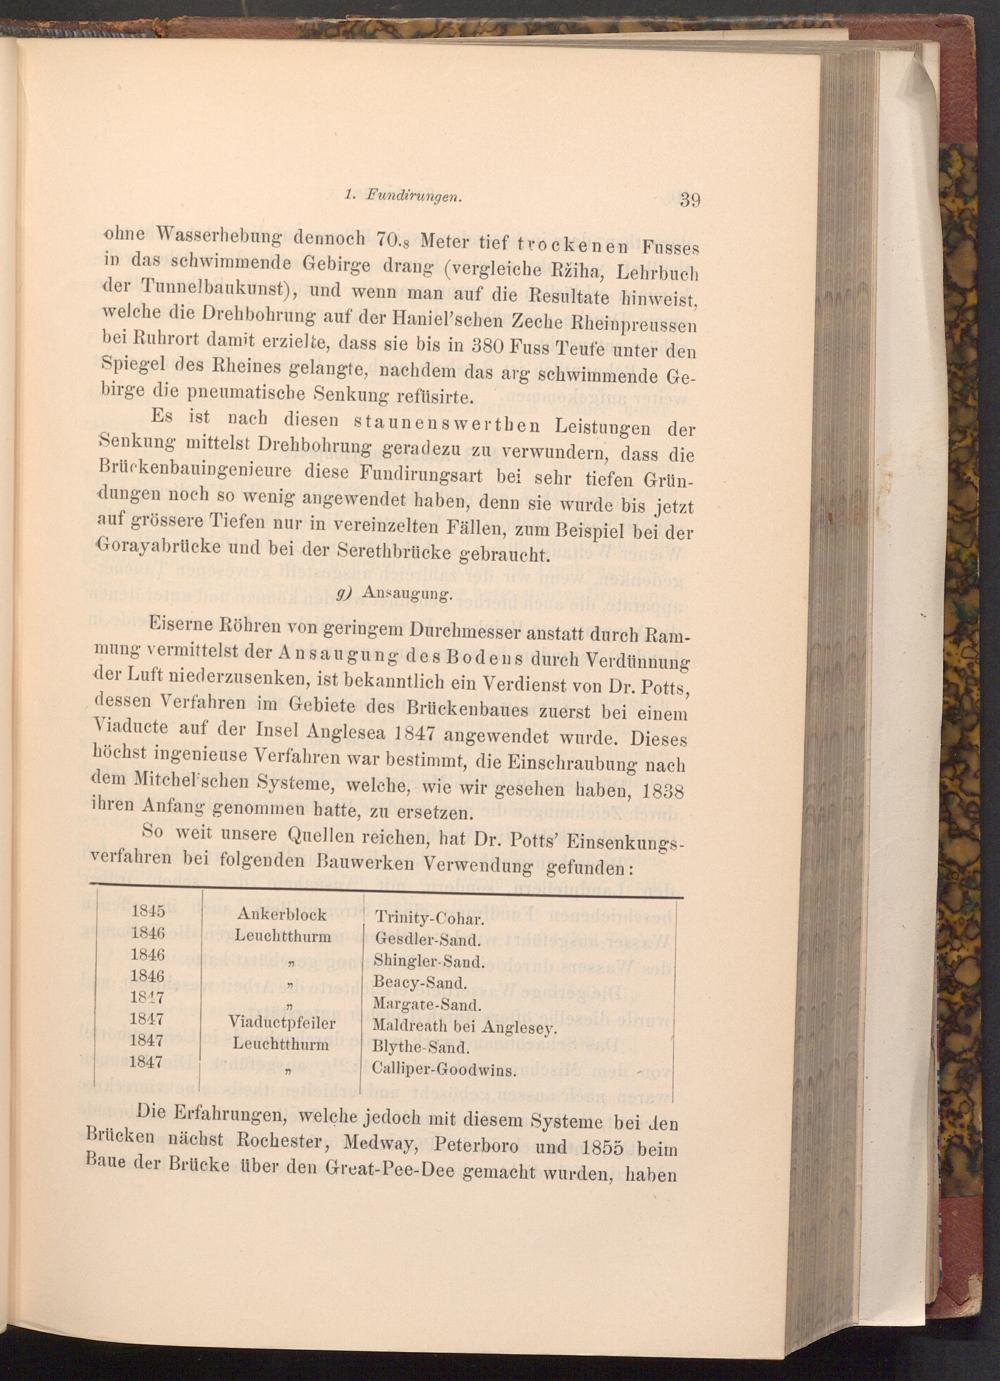 1. Fundirungen. 39
ohne Wasserhebung dennoch 70.8 Meter tief trockenen Fusses
in das schwimmende Gebirge drang (vergleiche Ržiha, Lehrbuch
der Tunnelbaukunst), und wenn man auf die Resultate hinweist,
welche die Drehbohrung auf der Haniel'schen Zeche Rheinpreussen
bei Ruhrort damit erzielte, dass sie bis in 380 Fuss Teufe unter den
Spiegel des Rheines gelangte, nachdem das arg schwimmende Ge-
birge die pneumatische Senkung refüsirte.
Es ist nach diesen staunenswerthen Leistungen der
Senkung mittelst Drehbohrung geradezu zu verwundern, dass die
Brückenbauingenieure diese Fundirungsart bei sehr tiefen Grün-
dungen noch so wenig angewendet haben, denn sie wurde bis jetzt
auf grössere Tiefen nur in vereinzelten Fällen, zum Beispiel bei der
Gorayabrücke und bei der Serethbrücke gebraucht.
g) Ansaugung.
Eiserne Röhren von geringem Durchmesser anstatt durch Ram-
mung vermittelst der Ansaugung des Bodens durch Verdünnung
der Luft niederzusenken, ist bekanntlich ein Verdienst von Dr. Potts,
dessen Verfahren im Gebiete des Brückenbaues zuerst bei einem
Viaducte auf der Insel Anglesea 1847 angewendet wurde. Dieses
höchst ingenieuse Verfahren war bestimmt, die Einschraubung nach
dem Mitchel'schen Systeme, welche, wie wir gesehen haben, 1838
ihren Anfang genommen hatte, zu ersetzen.
So weit unsere Quellen reichen, hat Dr. Potts' Einsenkungs-
verfahren bei folgenden Bauwerken Verwendung gefunden:
1845 Ankerblock Trinity-Cohar.
1846 Leuchtthurm Gesdler-Sand.
1846 „ Shingler-Sand.
1846 „ Beacy-Sand.
1847 „ Margate-Sand.
1847 Viaductpfeiler Maldreath bei Anglesey.
1847 Leuchtthurm Blythe-Sand.
1847 „ Calliper-Goodwins.
Die Erfahrungen, welche jedoch mit diesem Systeme bei den
Brücken nächst Rochester, Medway, Peterboro und 1855 beim
Baue der Brücke über den Great-Pee-Dee gemacht wurden, haben